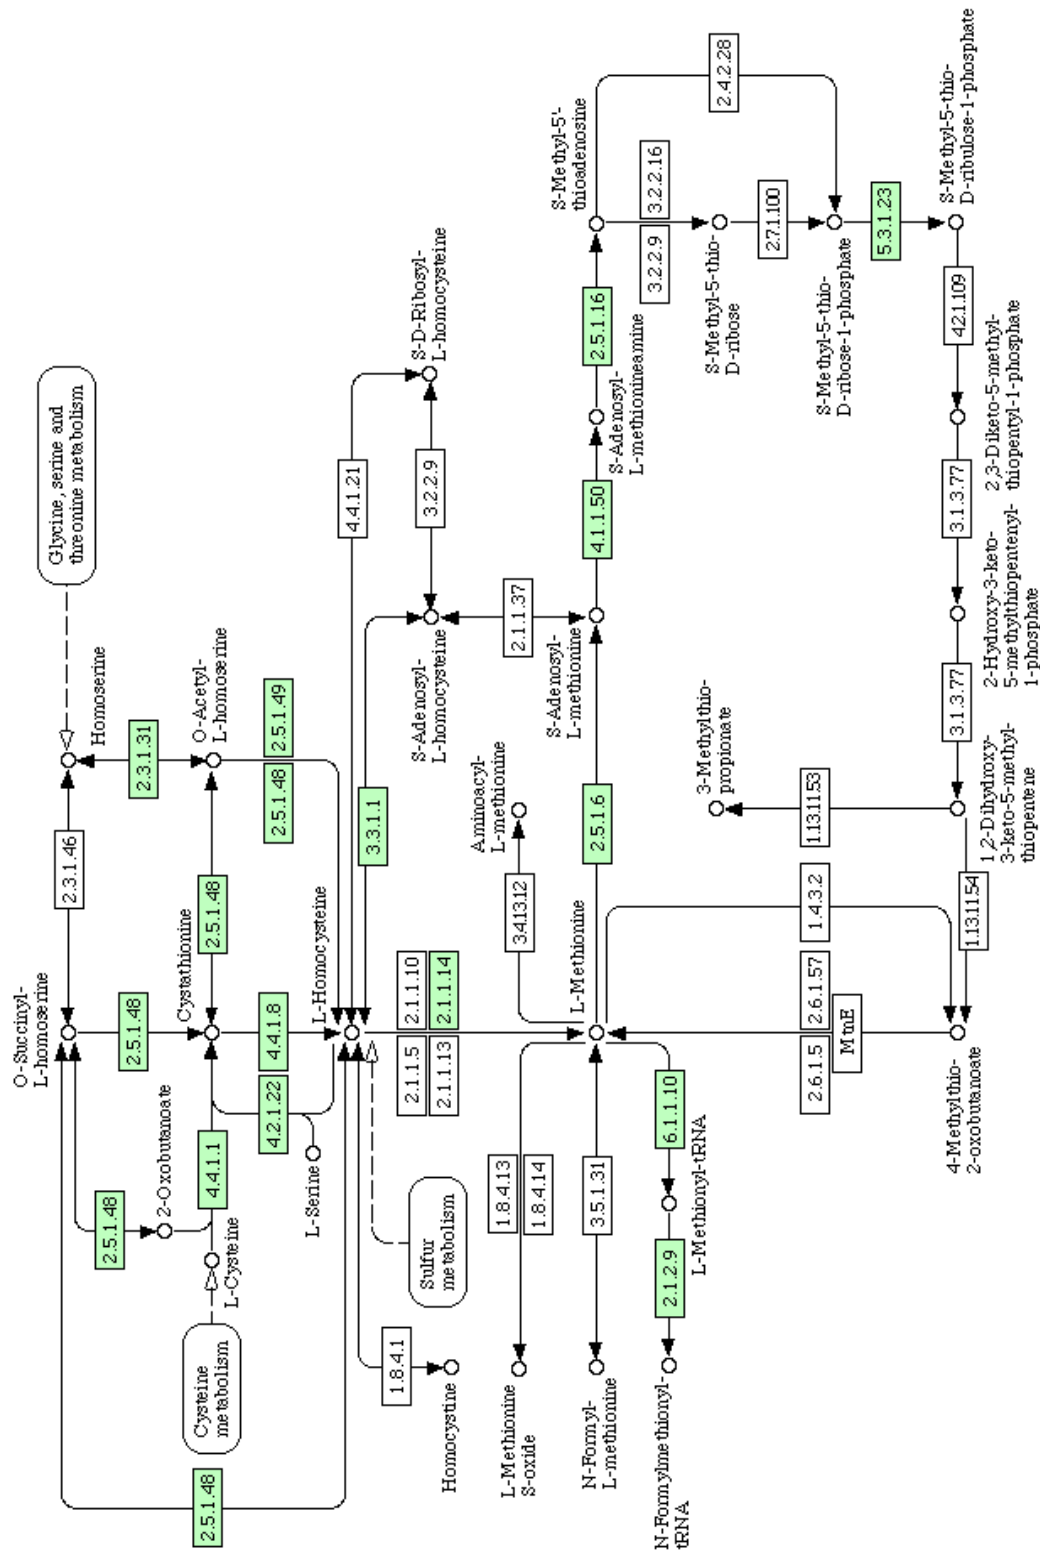 Glycine, serine and
threonine metabolism
Homoserine
2.3.1.46
O-Succinyl-
L-homoserine
2.3.1.31
2.5.1.48
2.5.1.48
2-Oxobutanoate
O-Acetyl-
L-homoserine
2.5.1.48
Cystathionine
4.4.1.1
L-Cysteine
Cysteine
metabolism
2.5.1.48
2.5.1.48
2.5.1.49
4.4.1.8
4.2.1.22
L-Serine
L-Homocysteine
4.4.1.21
S-D-Ribosyl-
L-homocysteine
3.2.2.9
3.3.1.1
S-Adenosyl-
L-homocysteine
2.1.1.37
1.8.4.1
Homocystine
Sulfur
metabolism
2.1.1.5
2.1.1.10
2.1.1.13
2.1.1.14
Aminoacyl-
L-methionine
3.4.13.12
L-Methionine
2.5.1.6
S-Adenosyl-
L-methionine
4.1.1.50
S-Adenosyl-
L-methionineamine
2.5.1.16
S-Methyl-5'-
thioadenosine
2.4.2.28
3.2.2.9
3.2.2.16
S-Methyl-5-thio-
D-ribose
2.7.1.100
S-Methyl-5-thio-
D-ribose-1-phosphate
5.3.1.23
S-Methyl-5-thio-
D-ribulose-1-phosphate
1.8.4.13
1.8.4.14
L-Methionine
S-oxide
3.5.1.31
N-Formyl-
L-methionine
6.1.1.10
L-Methionyl-tRNA
2.1.2.9
N-Formylmethionyl-
tRNA
1.4.3.2
2.6.1.5
2.6.1.57
MtnE
4-Methylthio-
2-oxobutanoate
3-Methylthio-
propionate
1.13.11.53
1.13.11.54
1,2-Dihydroxy-
3-keto-5-methyl-
thiopentene
3.1.3.77
2-Hydroxy-3-keto-
5-methylthiopentenyl-
1-phosphate
3.1.3.77
2,3-Diketo-5-methyl-
thiopentyl-1-phosphate
4.2.1.109